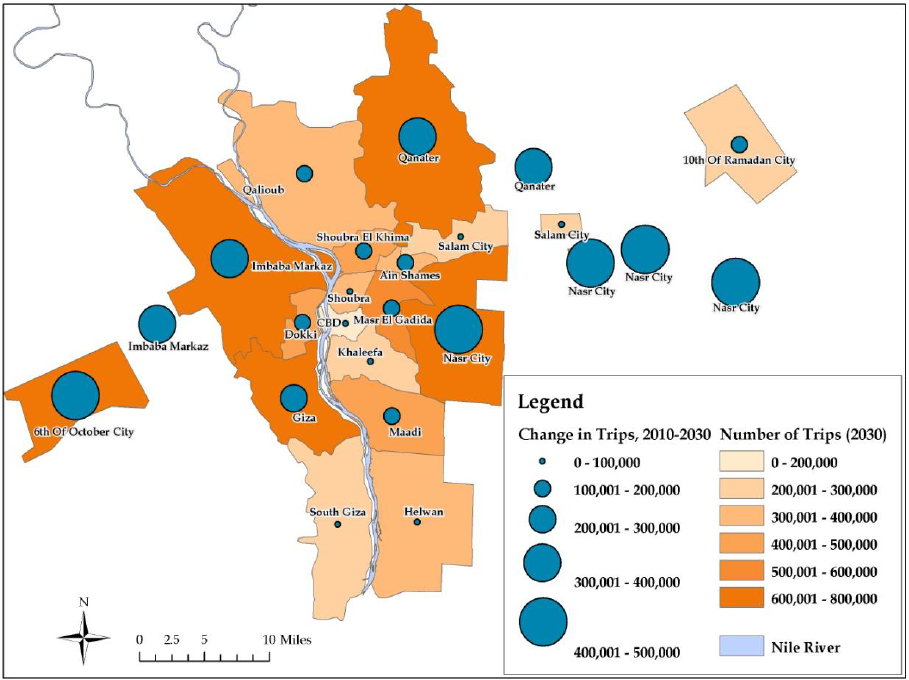 Qanater
10th Of Ramadan City
Qanater
Qalioub
Salam City
Shoubra El Khima
Salam City
Imbaba Markaz
Ain Shames
Nasr City
Nasr City
Shoubra
Nasr City
CBD
Masr El Gadida
Dokki
Imbaba Markaz
Khaleefa
Nasr City
Giza
6th Of October City
Maadi
South Giza
Helwan
Legend
Change in Trips, 2010-2030
0 - 100,000
100,001 - 200,000
200,001 - 300,000
300,001 - 400,000
400,001 - 500,000
Number of Trips (2030)
0 - 200,000
200,001 - 300,000
300,001 - 400,000
400,001 - 500,000
500,001 - 600,000
600,001 - 800,000
Nile River
N
0 2.5 5 10 Miles